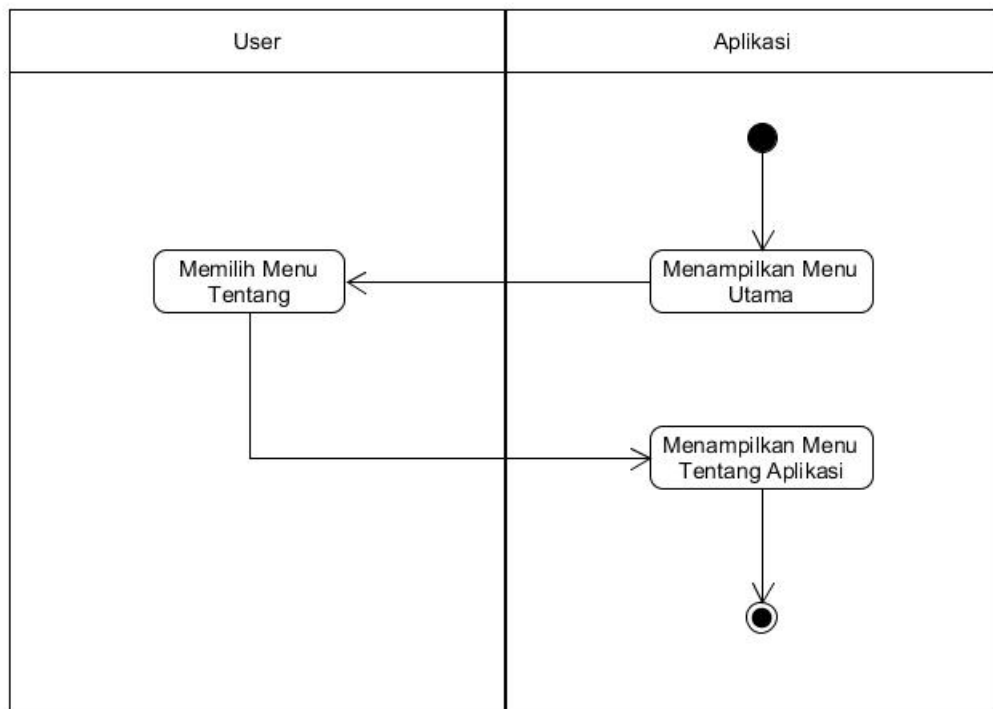 User
Aplikasi
Memilih Menu
Tentang
Menampilkan Menu
Utama
Menampilkan Menu
Tentang Aplikasi